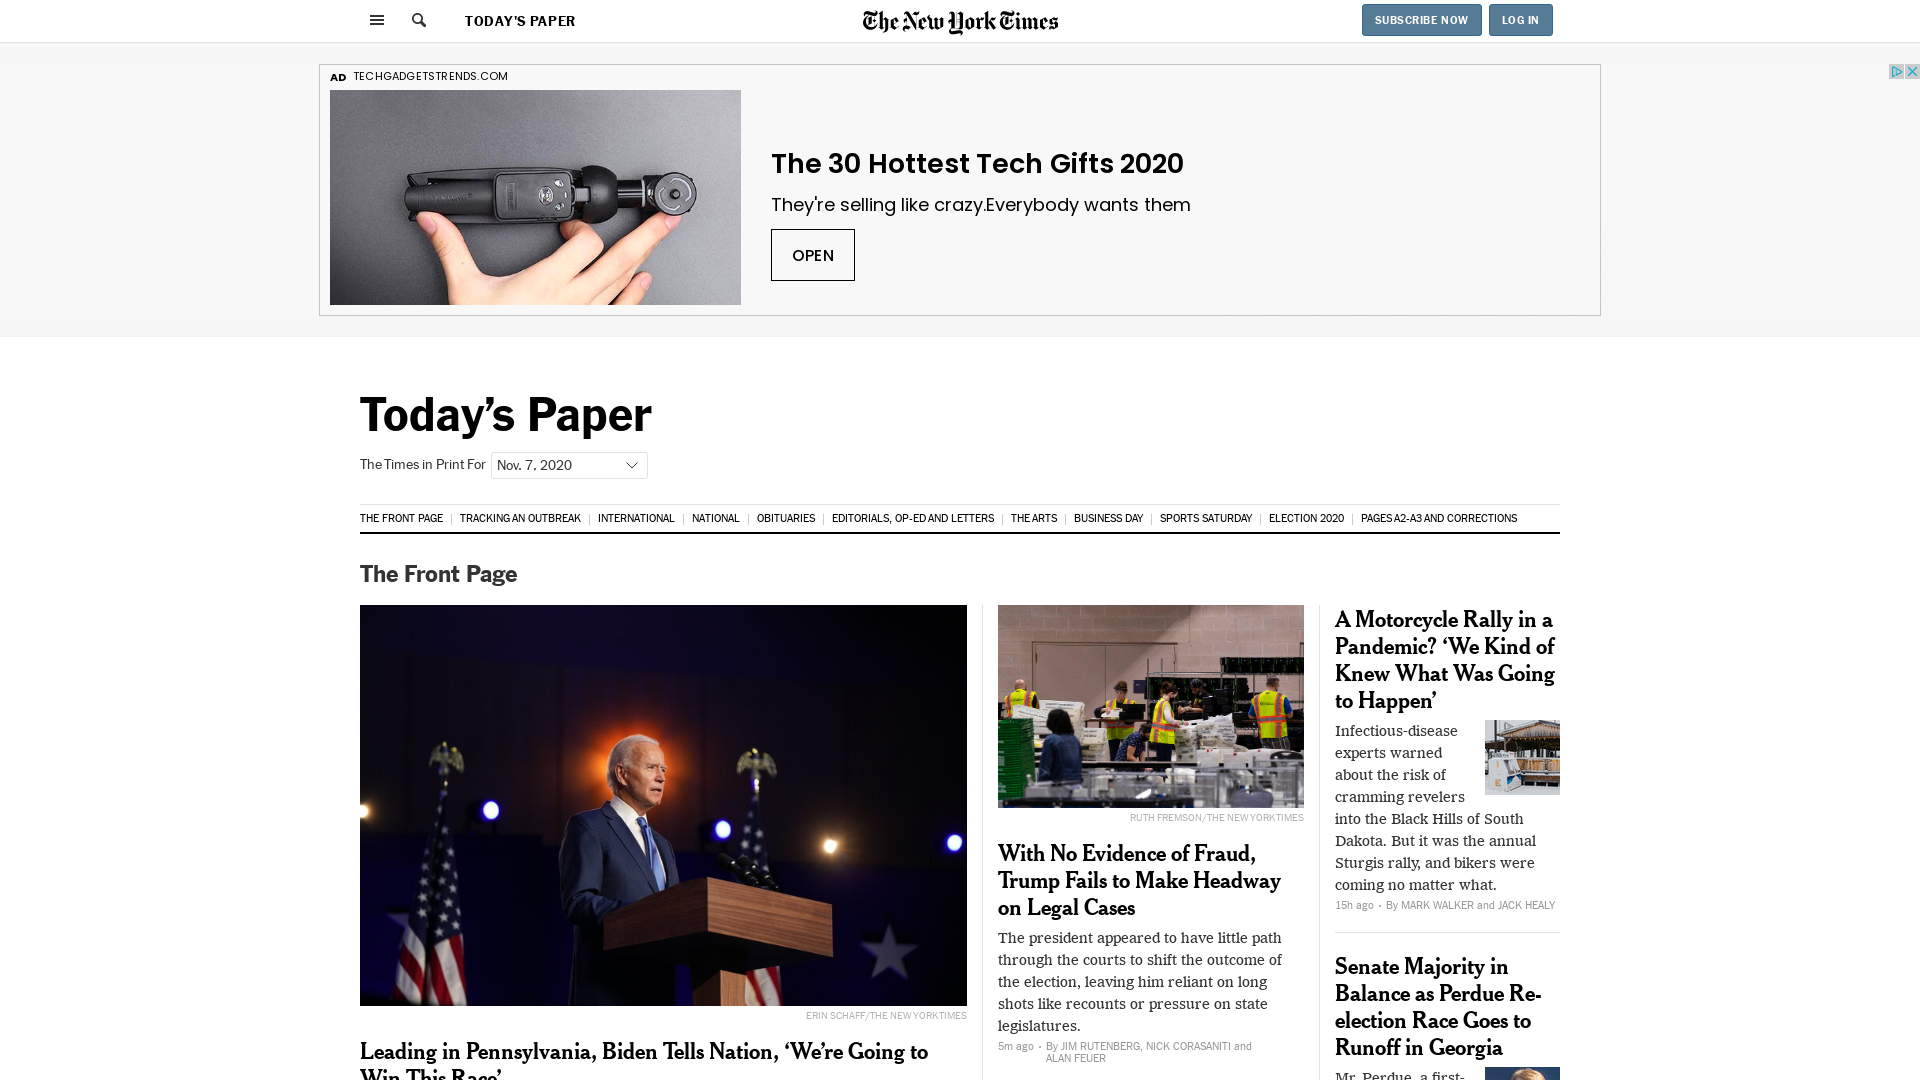 TODAY'S PAPER
The New York Times
SUBSCRIBE NOW
LOG IN
AD TECHGADGETSTRENDS.COM
The 30 Hottest Tech Gifts 2020
They're selling like crazy.Everybody wants them
OPEN
Today’s Paper
The Times in Print For Nov. 7, 2020
THE FRONT PAGE
TRACKING AN OUTBREAK
INTERNATIONAL
NATIONAL
OBITUARIES
EDITORIALS, OP-ED AND LETTERS
THE ARTS
BUSINESS DAY
SPORTS SATURDAY
ELECTION 2020
PAGES A2-A3 AND CORRECTIONS
The Front Page
ERIN SCHAFF/THE NEW YORK TIMES
Leading in Pennsylvania, Biden Tells Nation, ‘We’re Going to
Win This Race’
RUTH FREMSON/THE NEW YORK TIMES
With No Evidence of Fraud,
Trump Fails to Make Headway
on Legal Cases
The president appeared to have little path
through the courts to shift the outcome of
the election, leaving him reliant on long
shots like recounts or pressure on state
legislatures.
5m ago • By JIM RUTENBERG, NICK CORASANITI and
ALAN FEUER
A Motorcycle Rally in a
Pandemic? ‘We Kind of
Knew What Was Going
to Happen’
Infectious-disease
experts warned
about the risk of
cramming revelers
into the Black Hills of South
Dakota. But it was the annual
Sturgis rally, and bikers were
coming no matter what.
15h ago • By MARK WALKER and JACK HEALY
Senate Majority in
Balance as Perdue Re-
election Race Goes to
Runoff in Georgia
Mr. Perdue, a first-